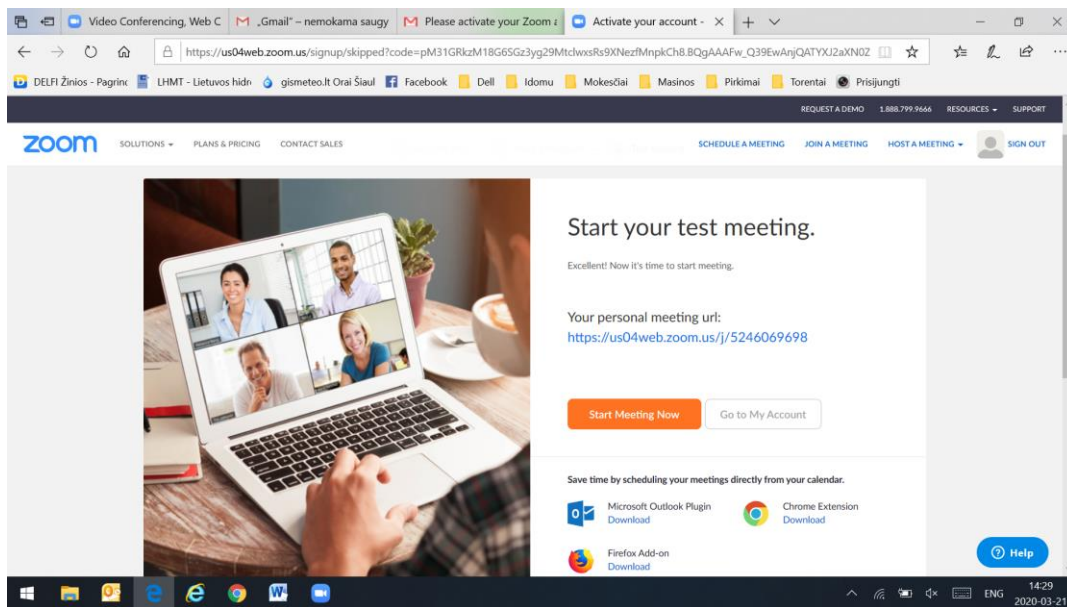 Video Conferencing, Web C
„Gmail“ – nemokama saugy
Please activate your Zoom a
Activate your account -
https://us04web.zoom.us/signup/skipped?code=pM31GRkzM18G6SGz3yg29MtclwxsRs9XNezfMnpkCh8.BQgAAAFw_Q39EwAnjQATYXJ2aXN0Z
DELFI Žinios - Pagrinc
LHMT - Lietuvos hidro
gismeteo.lt Orai Šiaul
Facebook
Dell
Idomu
Mokesčiai
Masinos
Pirkimai
Torentai
Prisijungti
REQUEST A DEMO 1.888.799.9666 RESOURCES SUPPORT
zoom SOLUTIONS PLANS & PRICING CONTACT SALES SCHEDULE A MEETING JOIN A MEETING HOST A MEETING SIGN OUT
Start your test meeting.
Excellent! Now it's time to start meeting.
Your personal meeting url:
https://us04web.zoom.us/j/5246069698
Start Meeting Now Go to My Account
Save time by scheduling your meetings directly from your calendar.
Microsoft Outlook Plugin
Download
Chrome Extension
Download
Firefox Add-on
Download
Help
ENG
14:29
2020-03-21